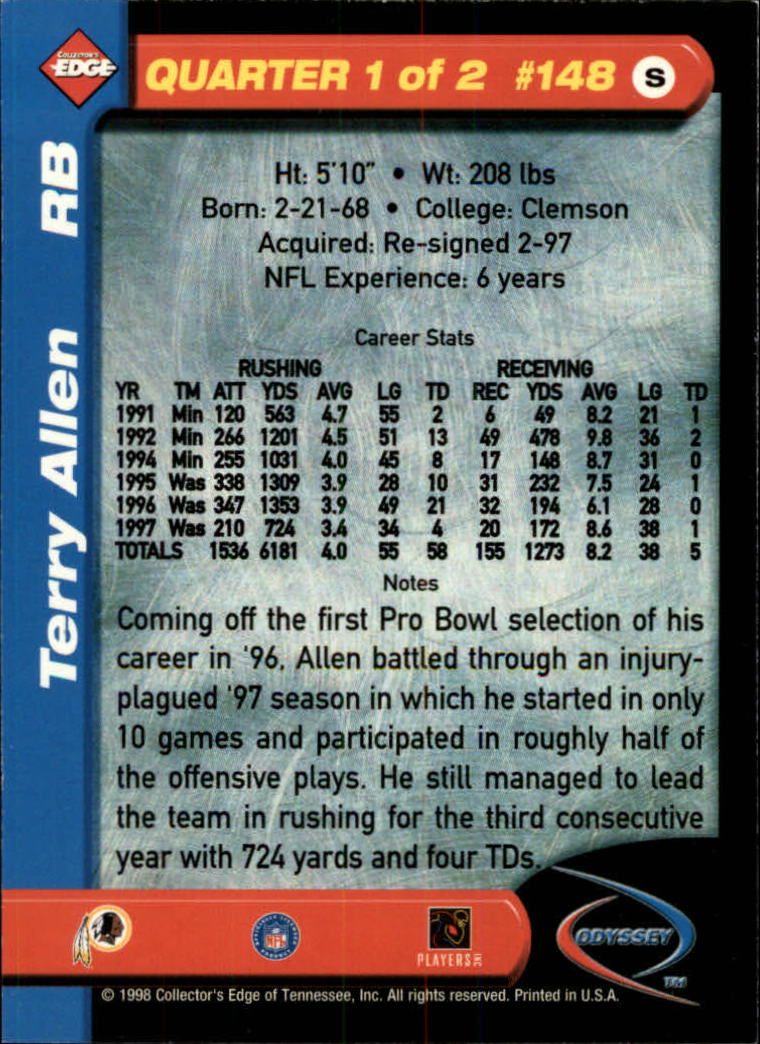 COLLECTOR'S
EDGE
QUARTER 1 of 2 #148 S
Terry Allen RB
Ht: 5'10" • Wt: 208 lbs
Born: 2-21-68 • College: Clemson
Acquired: Re-signed 2-97
NFL Experience: 6 years
Career Stats
RUSHING RECEIVING
YR TM ATT YDS AVG LG TD REC YDS AVG LG TD
1991 Min 120 563 4.7 55 2 6 49 8.2 21 1
1992 Min 266 1201 4.5 51 13 49 478 9.8 36 2
1994 Min 255 1031 4.0 45 8 17 148 8.7 31 0
1995 Was 338 1309 3.9 28 10 31 232 7.5 24 1
1996 Was 347 1353 3.9 49 21 32 194 6.1 28 0
1997 Was 210 724 3.4 34 4 20 172 8.6 38 1
TOTALS 1536 6181 4.0 55 58 155 1273 8.2 38 5
Notes
Coming off the first Pro Bowl selection of his
career in '96, Allen battled through an injury-
plagued '97 season in which he started in only
10 games and participated in roughly half of
the offensive plays. He still managed to lead
the team in rushing for the third consecutive
year with 724 yards and four TDs.
NFL
PLAYERS INC
ODYSSEY
TM
© 1998 Collector's Edge of Tennessee, Inc. All rights reserved. Printed in U.S.A.